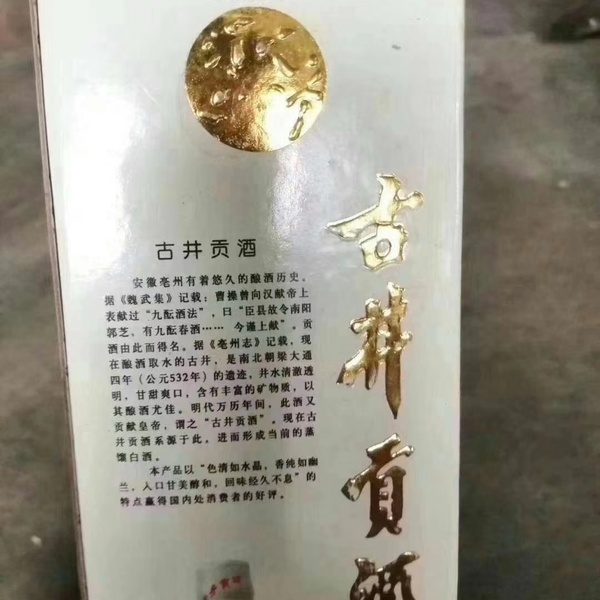 古井贡酒
古井贡酒
安徽亳州有着悠久的酿酒历史。
据《魏武集》记载：曹操曾向汉献帝上
表献过“九酝酒法”，曰“臣县故令南阳
郭芝，有九酝春酒…… 今谨上献”。贡
酒由此而得名。据《亳州志》记载，现
在酿酒取水的古井，是南北朝梁大通
四年（公元532年）的遗迹，井水清澈透
明，甘甜爽口，含有丰富的矿物质，以
其酿酒尤佳。明代万历年间，此酒又
贡献皇帝，谓之“古井贡酒”。现在古
井贡酒系源于此，进而形成当前的蒸
馏白酒。
本产品以“色清如水晶，香纯如幽
兰，入口甘美醇和，回味经久不息”的
特点赢得国内处消费者的好评。